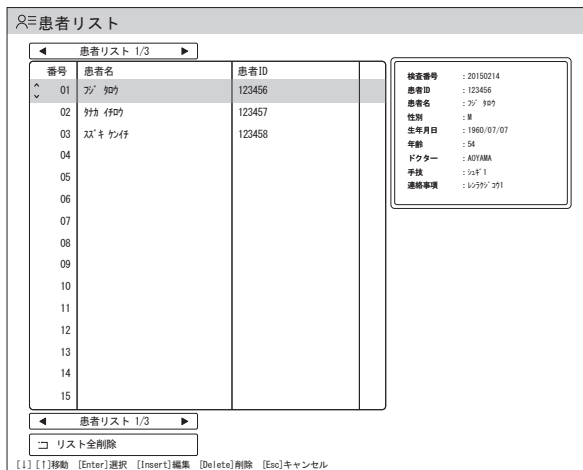 患者リスト
◀ 患者リスト 1/3 ▶
番号 患者名 患者ID
01 ﾌｼﾞ ﾀﾛｳ 123456
02 ﾀﾅｶ ｲﾁﾛｳ 123457
03 ｽｽﾞｷ ｹﾝｲﾁ 123458
04
05
06
07
08
09
10
11
12
13
14
15
◀ 患者リスト 1/3 ▶
リスト全削除
[↓][↑]移動 [Enter]選択 [Insert]編集 [Delete]削除 [Esc]キャンセル
検査番号 : 20150214
患者ID : 123456
患者名 : ﾌｼﾞ ﾀﾛｳ
性別 : M
生年月日 : 1960/07/07
年齢 : 54
ドクター : AOYAMA
手技 : ｼｭｷﾞ1
連絡事項 : ﾚﾝﾗｸｼﾞｺｳ1